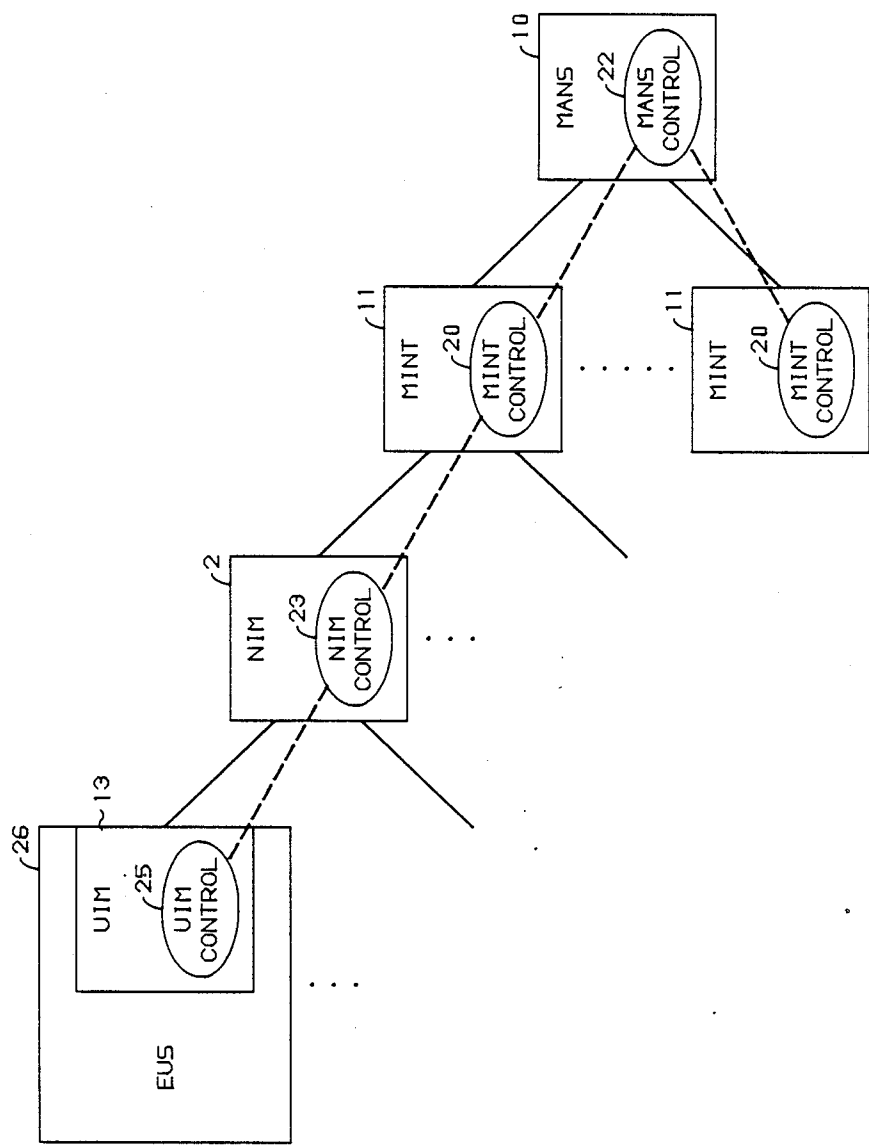 26
13
EUS
UIM
25
UIM
CONTROL
2
NIM
23
NIM
CONTROL
11
MINT
20
MINT
CONTROL
11
MINT
20
MINT
CONTROL
10
MANS
22
MANS
CONTROL